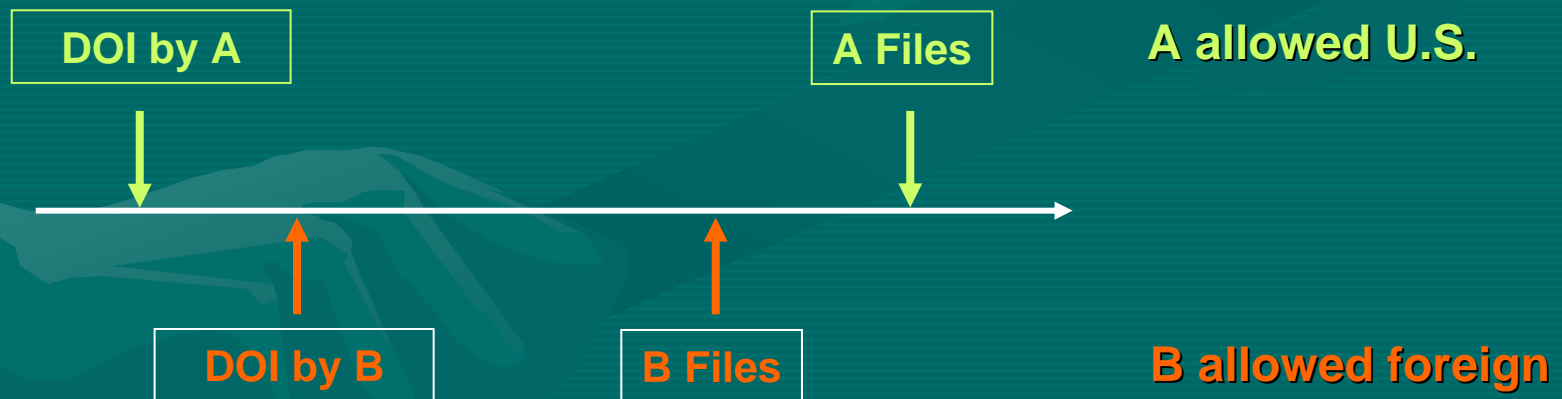 DOI by A
A Files
A allowed U.S.
DOI by B
B Files
B allowed foreign